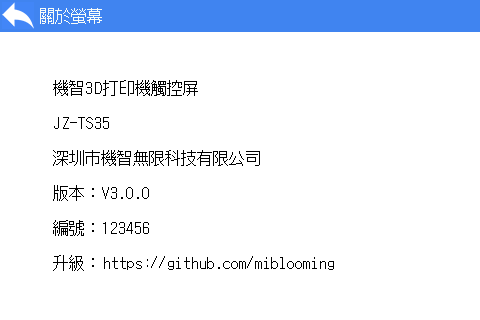 關於螢幕
機智3D打印機觸控屏
JZ-TS35
深圳市機智無限科技有限公司
版本：V3.0.0
編號：123456
升級：https://github.com/miblooming